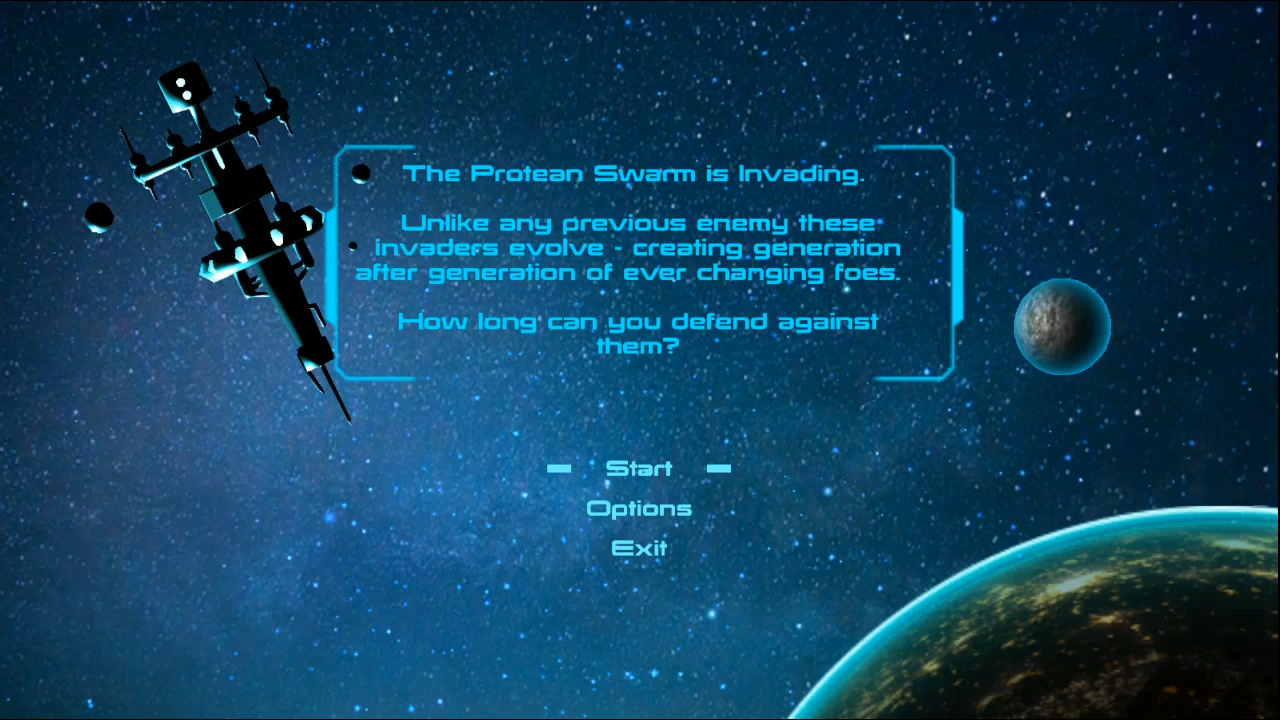 The Protean Swarm is Invading.
Unlike any previous enemy these
invaders evolve - creating generation
after generation of ever changing foes.
How long can you defend against
them?
Start
Options
Exit